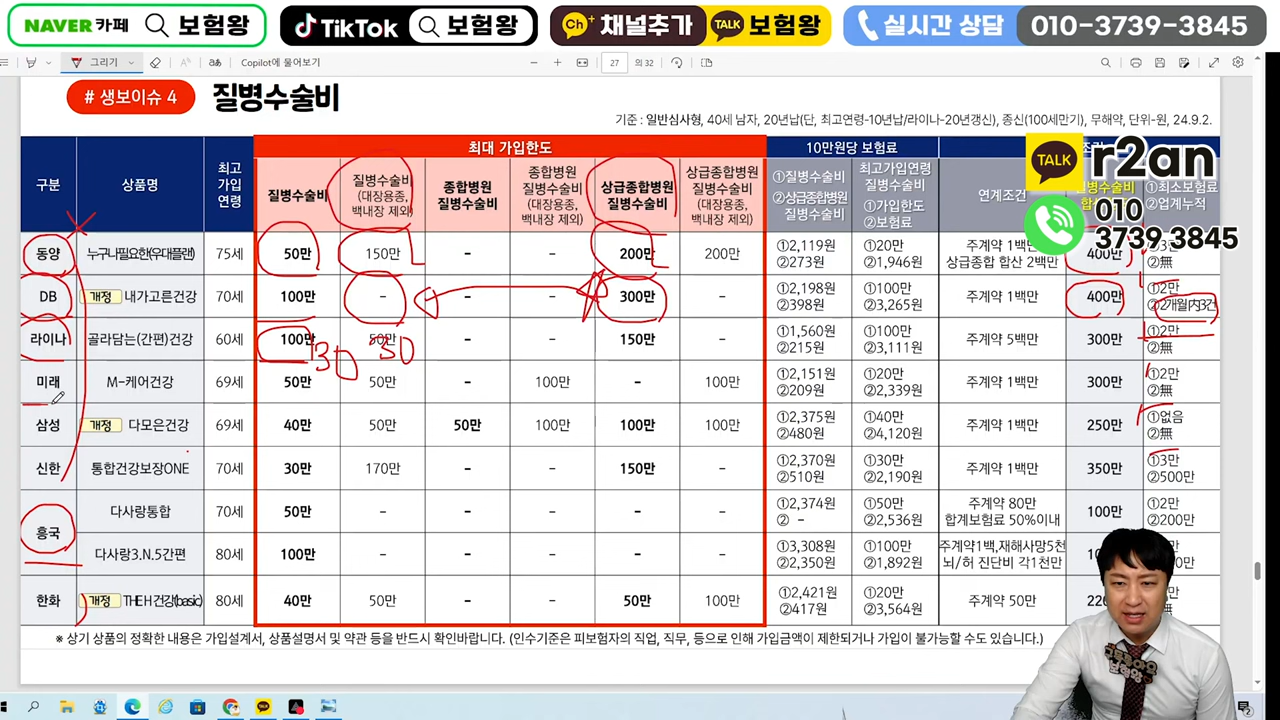 NAVER 카페 보험왕 TikTok 보험왕 Ch+ 채널추가 TALK 보험왕 실시간 상담 010-3739-3845
그리기 Copilot에 물어보기 27 의 32
# 생보이슈 4 질병수술비
기준 : 일반심사형, 40세 남자, 20년납(단, 최고연령-10년납/라이나-20년갱신), 종신(100세만기), 무해약, 단위-원, 24.9.2.
TALK r2an
010
3739 3845
구분 상품명 최고 가입 연령 최대 가입한도 10만원당 보험료
질병수술비 질병수술비 (대장용종, 백내장 제외) 종합병원 질병수술비 종합병원 질병수술비 (대장용종, 백내장 제외) 상급종합병원 질병수술비 상급종합병원 질병수술비 (대장용종, 백내장 제외) ①질병수술비 ②상급종합병원 질병수술비 최고가입연령 질병수술비 ①가입한도 ②보험료 연계조건 질병수술비 ①최소보험료 ②업계누적
동양 누구나필요한(우대플랜) 75세 50만 150만 - - 200만 200만 ①2,119원 ②273원 ①20만 ②1,946원 주계약 1백만 상급종합 합산 2백만 400만 ①3만 ②無
DB 개정 내가고른건강 70세 100만 - - - 300만 - ①2,198원 ②398원 ①100만 ②3,265원 주계약 1백만 400만 ①2만 ②2개월内3건
라이나 골라담는(간편)건강 60세 100만 50만 - - 150만 - ①1,560원 ②215원 ①100만 ②3,111원 주계약 5백만 300만 ①2만 ②無
30 30
미래 M-케어건강 69세 50만 50만 - 100만 - 100만 ①2,151원 ②209원 ①20만 ②2,339원 주계약 1백만 300만 ①2만 ②無
삼성 개정 다모은건강 69세 40만 50만 50만 100만 100만 100만 ①2,375원 ②480원 ①40만 ②4,120원 주계약 1백만 250만 ①없음 ②無
신한 통합건강보장ONE 70세 30만 170만 - - 150만 - ①2,370원 ②510원 ①30만 ②2,190원 주계약 1백만 350만 ①3만 ②500만
흥국 다사랑통합 70세 50만 - - - - - ①2,374원 ② - ①50만 ②2,536원 주계약 80만 합계보험료 50%이내 100만 ①2만 ②200만
다사랑3.N.5간편 80세 100만 - - - - - ①3,308원 ②2,350원 ①100만 ②1,892원 주계약1백,재해사망5천 뇌/허 진단비 각1천만
한화 개정 THE H 건강(basic) 80세 40만 50만 - - 50만 100만 ①2,421원 ②417원 ①20만 ②3,564원 주계약 50만
※ 상기 상품의 정확한 내용은 가입설계서, 상품설명서 및 약관 등을 반드시 확인바랍니다. (인수기준은 피보험자의 직업, 직무, 등으로 인해 가입금액이 제한되거나 가입이 불가능할 수도 있습니다.)
보험왕